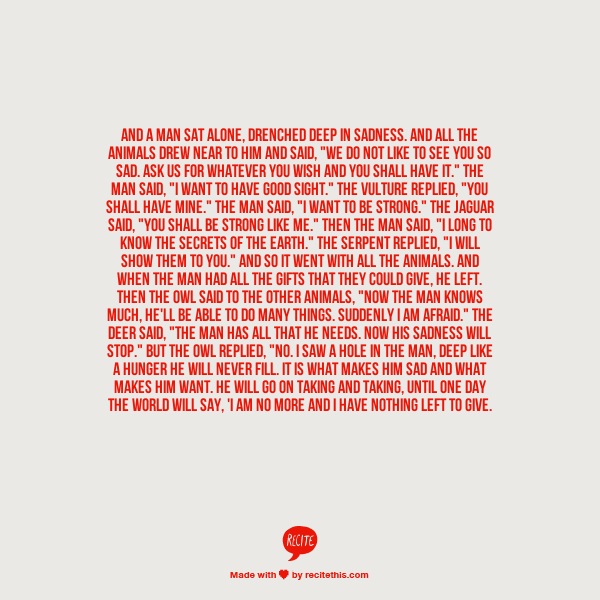 AND A MAN SAT ALONE, DRENCHED DEEP IN SADNESS. AND ALL THE
ANIMALS DREW NEAR TO HIM AND SAID, "WE DO NOT LIKE TO SEE YOU SO
SAD. ASK US FOR WHATEVER YOU WISH AND YOU SHALL HAVE IT." THE
MAN SAID, "I WANT TO HAVE GOOD SIGHT." THE VULTURE REPLIED, "YOU
SHALL HAVE MINE." THE MAN SAID, "I WANT TO BE STRONG." THE JAGUAR
SAID, "YOU SHALL BE STRONG LIKE ME." THEN THE MAN SAID, "I LONG TO
KNOW THE SECRETS OF THE EARTH." THE SERPENT REPLIED, "I WILL
SHOW THEM TO YOU." AND SO IT WENT WITH ALL THE ANIMALS. AND
WHEN THE MAN HAD ALL THE GIFTS THAT THEY COULD GIVE, HE LEFT.
THEN THE OWL SAID TO THE OTHER ANIMALS, "NOW THE MAN KNOWS
MUCH, HE'LL BE ABLE TO DO MANY THINGS. SUDDENLY I AM AFRAID." THE
DEER SAID, "THE MAN HAS ALL THAT HE NEEDS. NOW HIS SADNESS WILL
STOP." BUT THE OWL REPLIED, "NO. I SAW A HOLE IN THE MAN, DEEP LIKE
A HUNGER HE WILL NEVER FILL. IT IS WHAT MAKES HIM SAD AND WHAT
MAKES HIM WANT. HE WILL GO ON TAKING AND TAKING, UNTIL ONE DAY
THE WORLD WILL SAY, 'I AM NO MORE AND I HAVE NOTHING LEFT TO GIVE.
RECITE
Made with ♥ by recitethis.com